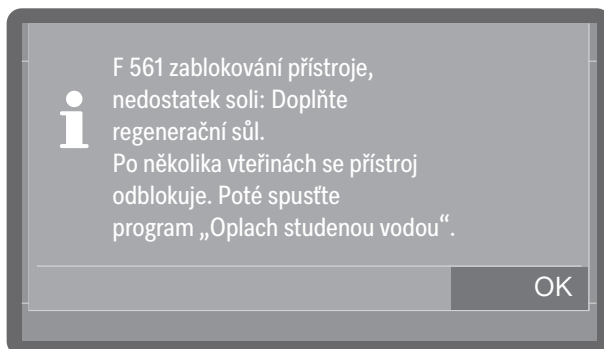 F 561 zablokování přístroje,
nedostatek soli: Doplňte
regenerační sůl.
Po několika vteřinách se přístroj
odblokuje. Poté spusťte
program „Oplach studenou vodou“.
OK